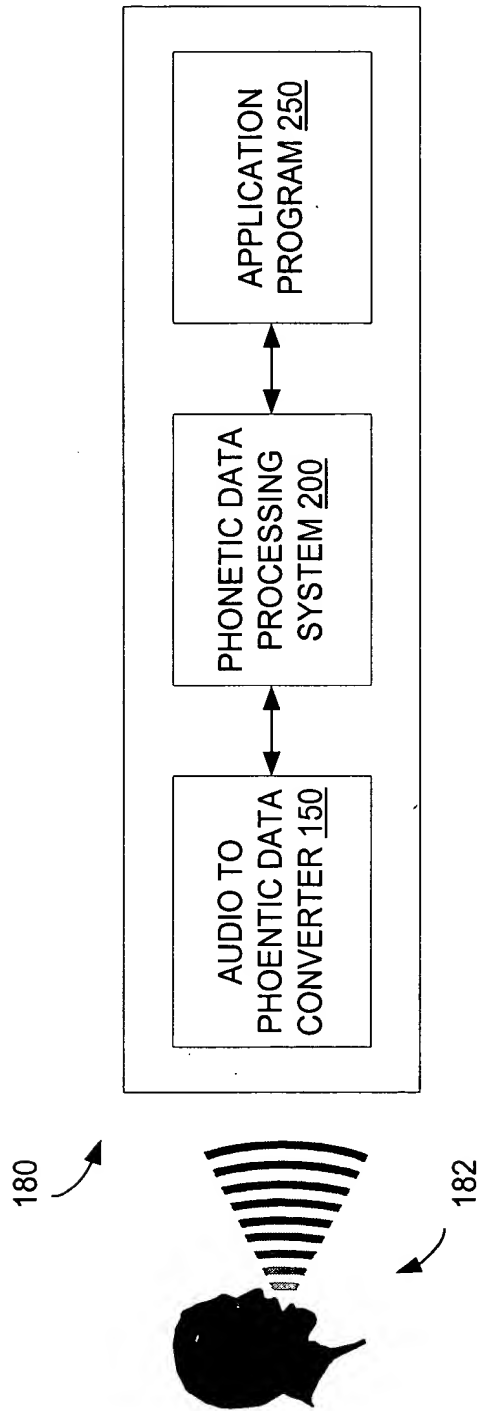 180
182
AUDIO TO
PHOENTIC DATA
CONVERTER 150
PHONETIC DATA
PROCESSING
SYSTEM 200
APPLICATION
PROGRAM 250